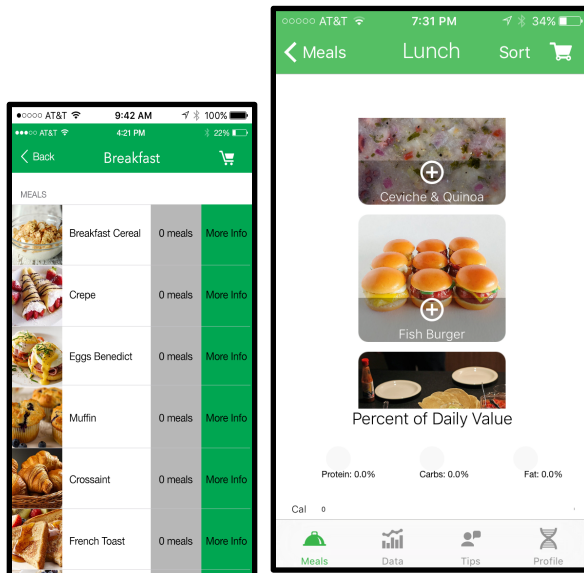 AT&T 9:42 AM 100%
AT&T 4:21 PM 22%
Back Breakfast
MEALS
Breakfast Cereal 0 meals More Info
Crepe 0 meals More Info
Eggs Benedict 0 meals More Info
Muffin 0 meals More Info
Crossaint 0 meals More Info
French Toast 0 meals More Info
AT&T 7:31 PM 34%
Meals Lunch Sort
Ceviche & Quinoa
Fish Burger
Percent of Daily Value
Protein: 0.0% Carbs: 0.0% Fat: 0.0%
Cal 0
Meals Data Tips Profile